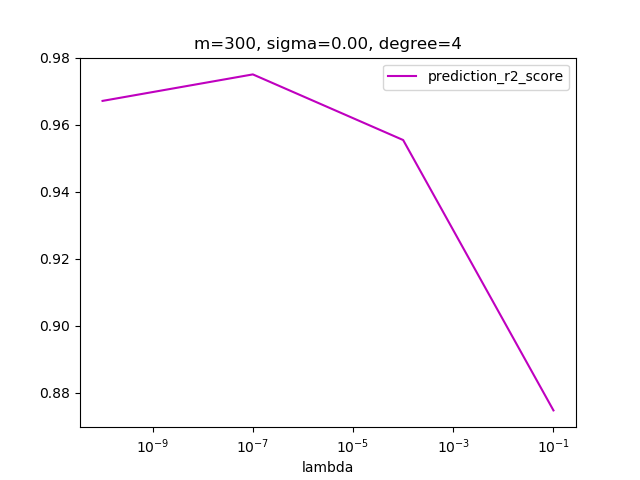 m=300, sigma=0.00, degree=4
prediction_r2_score
0.98
0.96
0.94
0.92
0.90
0.88
10⁻⁹ 10⁻⁷ 10⁻⁵ 10⁻³ 10⁻¹
lambda